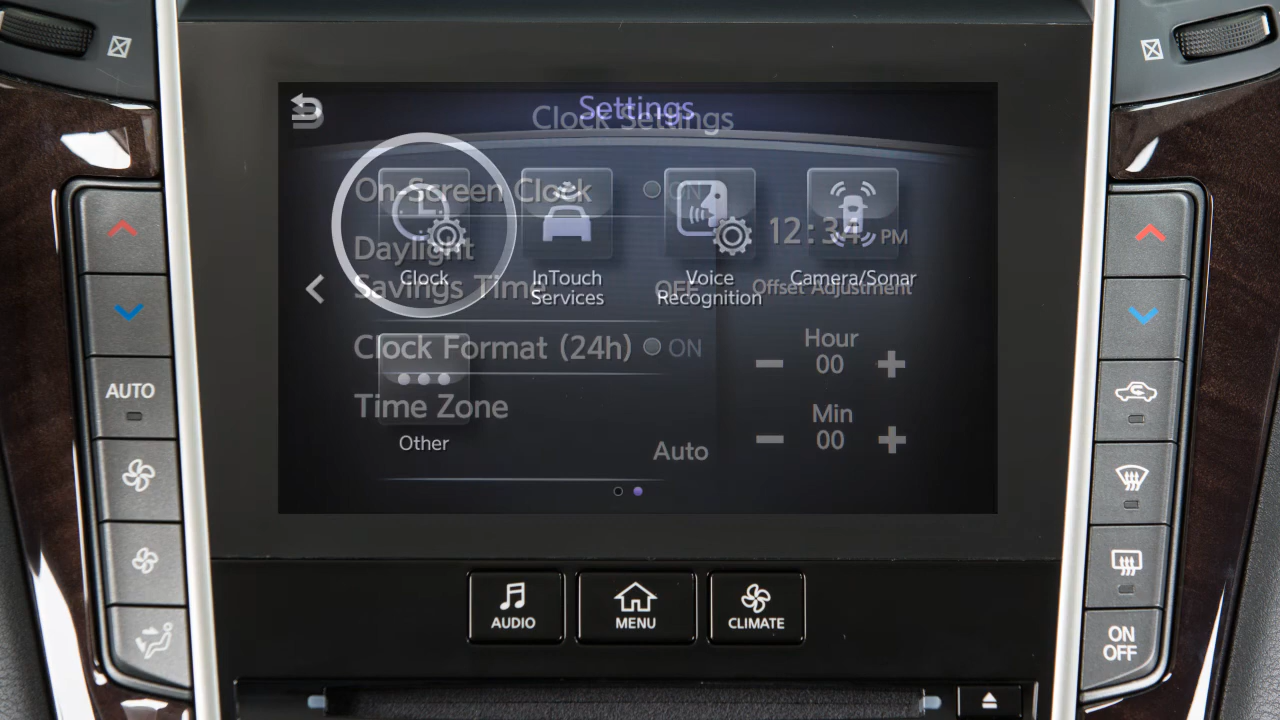 Settings
Clock Settings
On-Screen Clock ON
12:34 PM
Daylight
Savings Time OFF
Clock
InTouch
Services
Voice
Recognition
Camera/Sonar
Offset Adjustment
Hour
00
Clock Format (24h) ON
Time Zone
Min
00
Other
Auto
AUTO
AUDIO
MENU
CLIMATE
ON
OFF